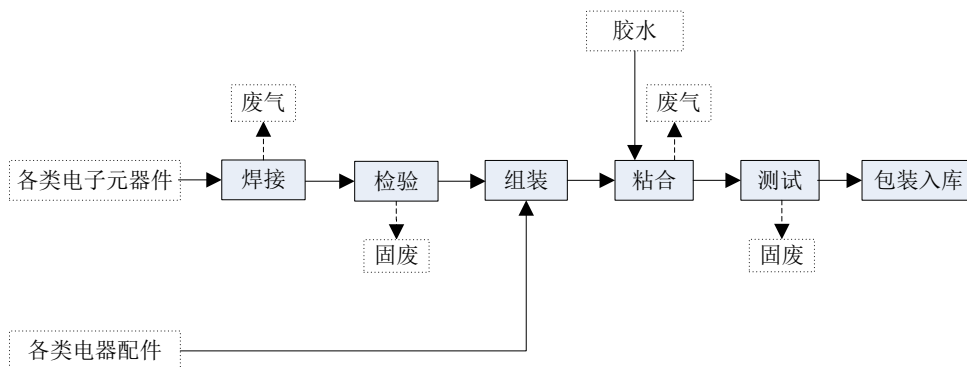 胶水
废气
废气
各类电子元器件
焊接
检验
组装
粘合
测试
包装入库
固废
固废
各类电器配件